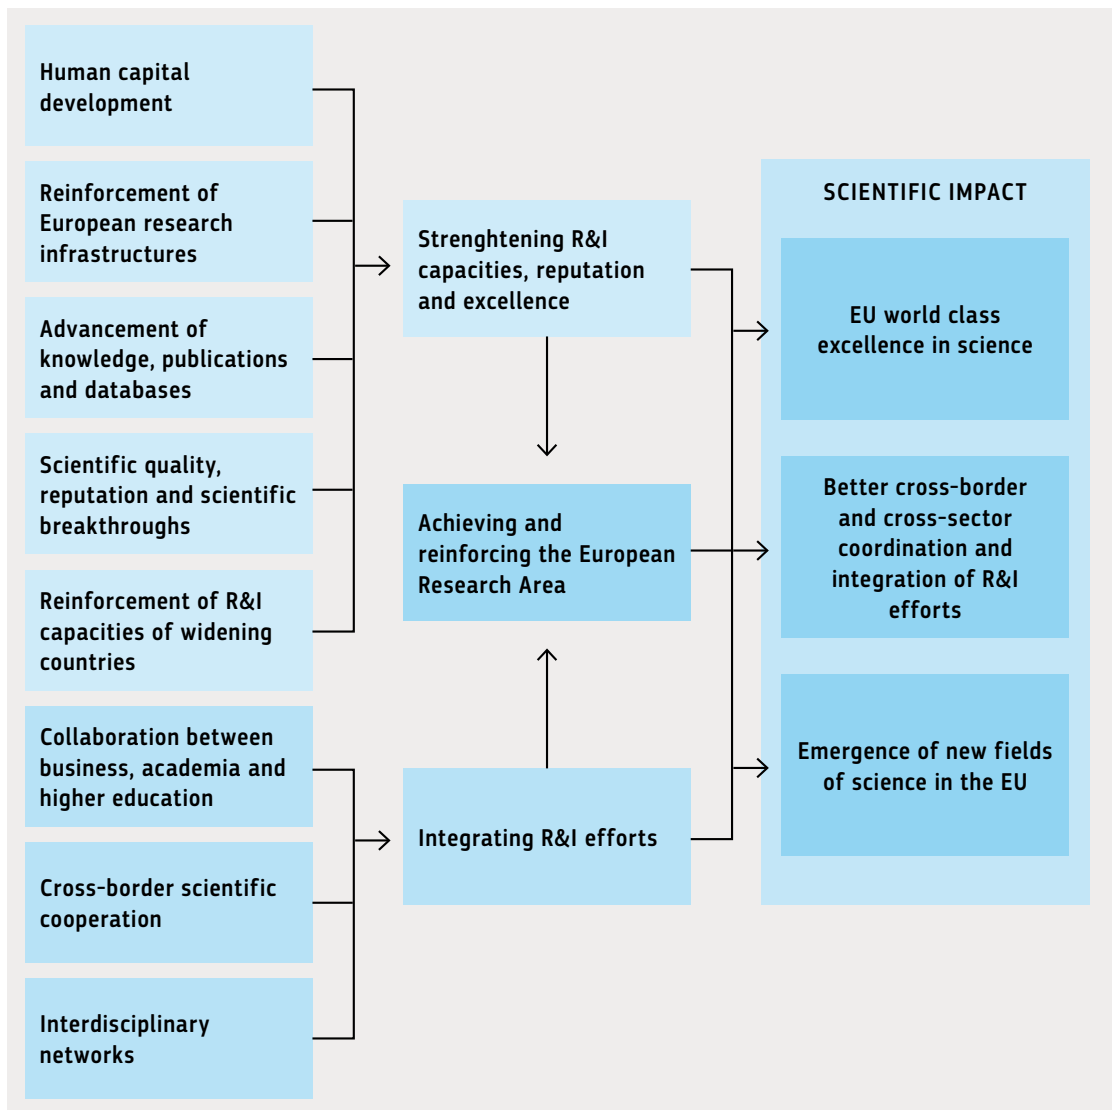 Human capital
development
Reinforcement of
European research
infrastructures
Advancement of
knowledge, publications
and databases
Scientific quality,
reputation and scientific
breakthroughs
Reinforcement of R&I
capacities of widening
countries
Collaboration between
business, academia and
higher education
Cross-border scientific
cooperation
Interdisciplinary
networks
Strenghtening R&I
capacities, reputation
and excellence
Achieving and
reinforcing the European
Research Area
Integrating R&I efforts
SCIENTIFIC IMPACT
EU world class
excellence in science
Better cross-border
and cross-sector
coordination and
integration of R&I
efforts
Emergence of new fields
of science in the EU